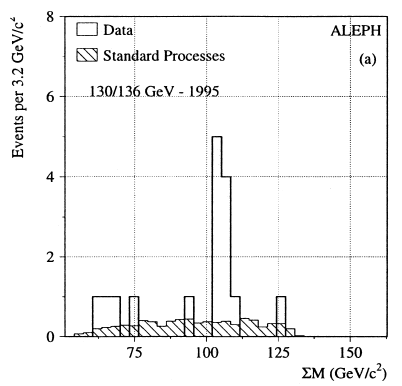 8
Data
ALEPH
Standard Processes
(a)
130/136 GeV - 1995
Events per 3.2 GeV/c²
6
4
2
0
75
100
125
150
ΣM (GeV/c²)